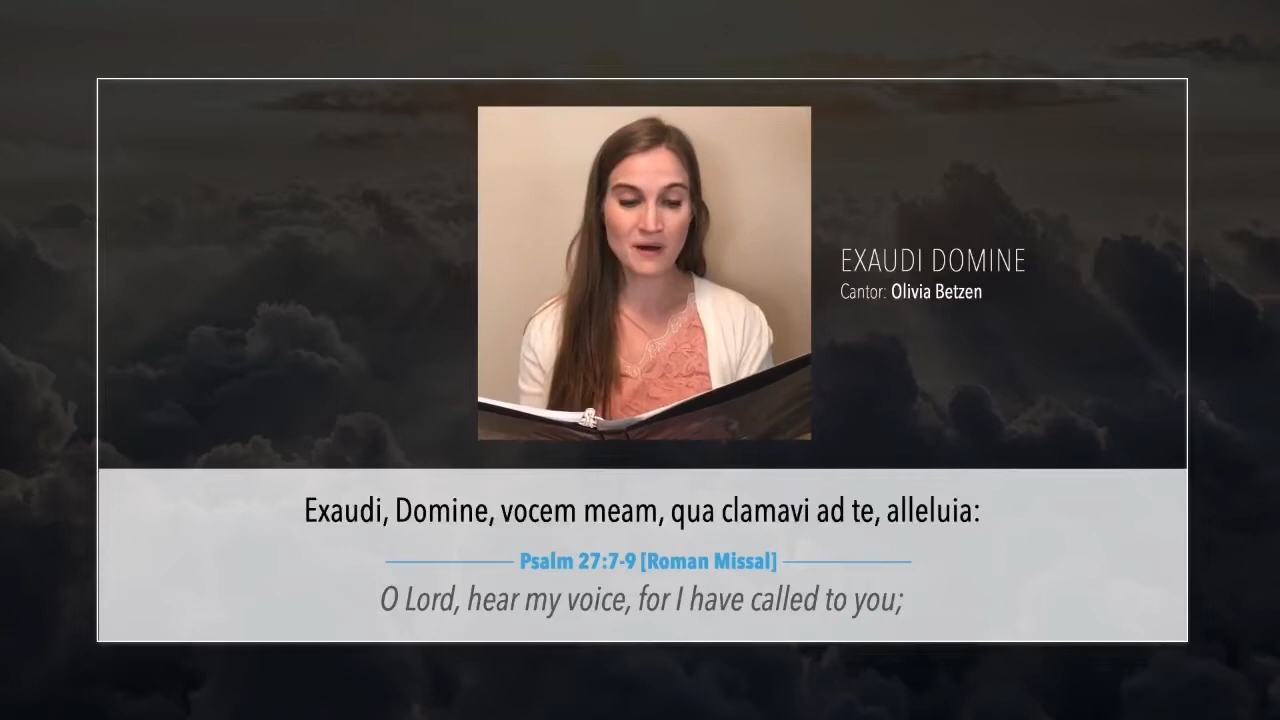 EXAUDI DOMINE
Cantor: Olivia Betzen
Exaudi, Domine, vocem meam, qua clamavi ad te, alleluia:
Psalm 27:7-9 [Roman Missal]
O Lord, hear my voice, for I have called to you;